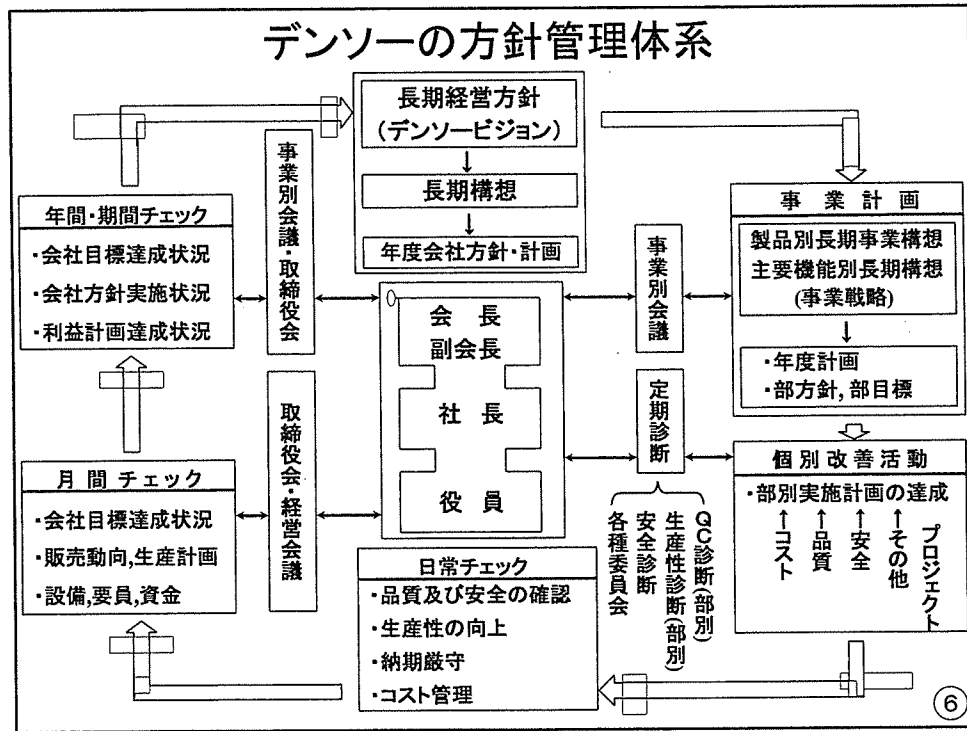 デンソーの方針管理体系
長期経営方針
(デンソービジョン)
↓
長期構想
↓
年度会社方針・計画
事業別会議・取締役会
年間・期間チェック
・会社目標達成状況
・会社方針実施状況
・利益計画達成状況
会長
副会長
社長
役員
事業別会議
事業計画
製品別長期事業構想
主要機能別長期構想
(事業戦略)
↓
・年度計画
・部方針,部目標
定期診断
QC診断(部別)
生産性診断(部別)
安全診断
各種委員会
個別改善活動
・部別実施計画の達成
←コスト
←品質
←安全
←その他
プロジェクト
取締役会・経営会議
月間チェック
・会社目標達成状況
・販売動向,生産計画
・設備,要員,資金
日常チェック
・品質及び安全の確認
・生産性の向上
・納期厳守
・コスト管理
⑥